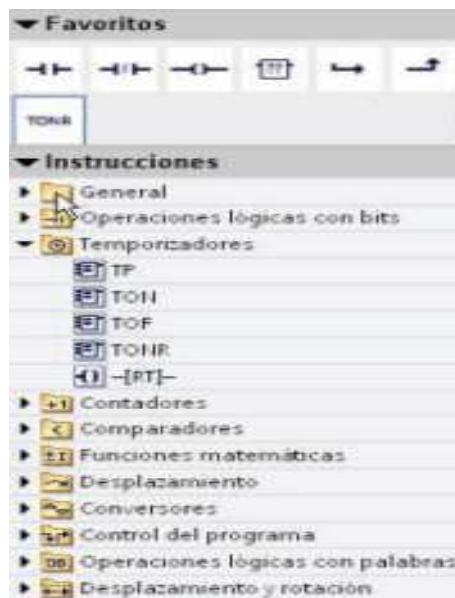 Favoritos
??
TONR
Instrucciones
General
Operaciones lógicas con bits
Temporizadores
TP
TON
TOF
TONR
-[RT]-
+1 Contadores
< Comparadores
±Σ Funciones matemáticas
Desplazamiento
Conversores
Control del programa
Operaciones lógicas con palabras
Desplazamiento y rotación